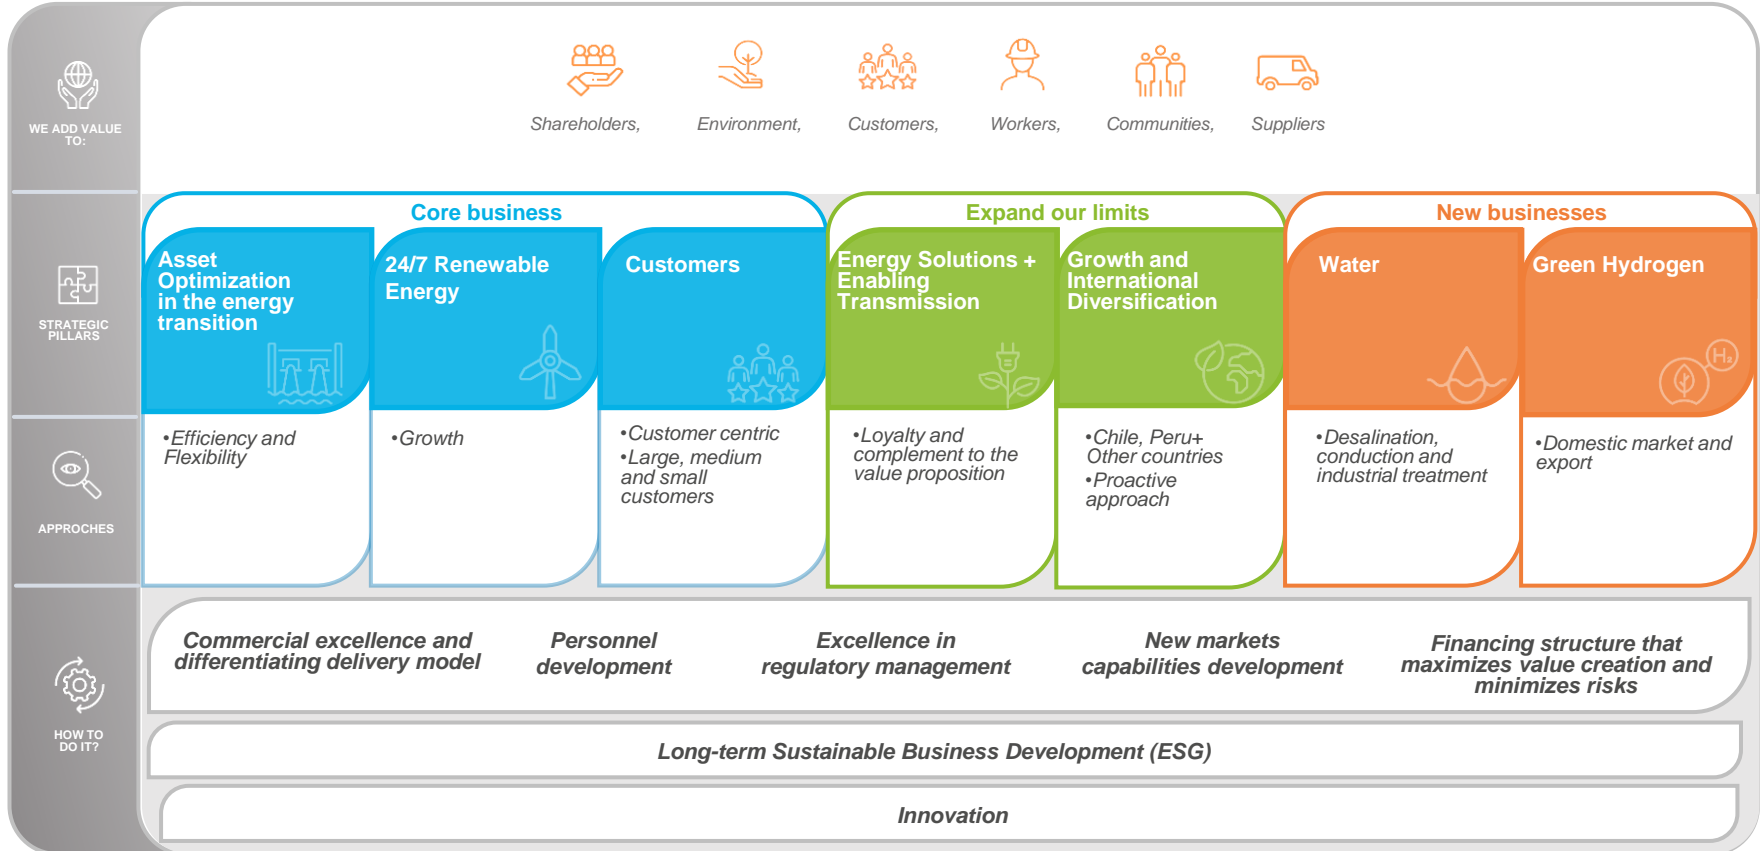 WE ADD VALUE
TO:
Shareholders,
Environment,
Customers,
Workers,
Communities,
Suppliers
STRATEGIC
PILLARS
Core business
Expand our limits
New businesses
Asset
Optimization
in the energy
transition
24/7 Renewable
Energy
Customers
Energy Solutions +
Enabling
Transmission
Growth and
International
Diversification
Water
Green Hydrogen
H₂
APPROCHES
•Efficiency and
Flexibility
•Growth
•Customer centric
•Large, medium
and small
customers
•Loyalty and
complement to the
value proposition
•Chile, Peru+
Other countries
•Proactive
approach
•Desalination,
conduction and
industrial treatment
•Domestic market and
export
HOW TO
DO IT?
Commercial excellence and
differentiating delivery model
Personnel
development
Excellence in
regulatory management
New markets
capabilities development
Financing structure that
maximizes value creation and
minimizes risks
Long-term Sustainable Business Development (ESG)
Innovation